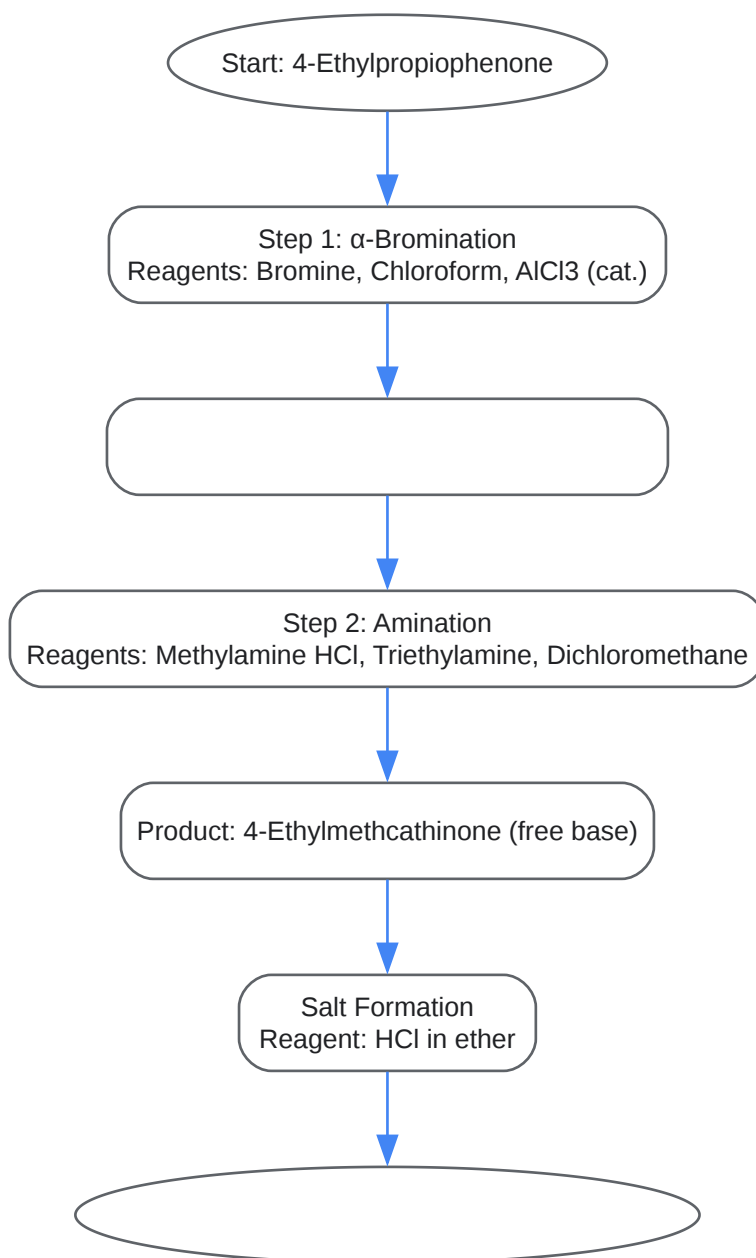 Start: 4-Ethylpropiophenone
Step 1: α-Bromination
Reagents: Bromine, Chloroform, AlCl3 (cat.)
Step 2: Amination
Reagents: Methylamine HCl, Triethylamine, Dichloromethane
Product: 4-Ethylmethcathinone (free base)
Salt Formation
Reagent: HCl in ether